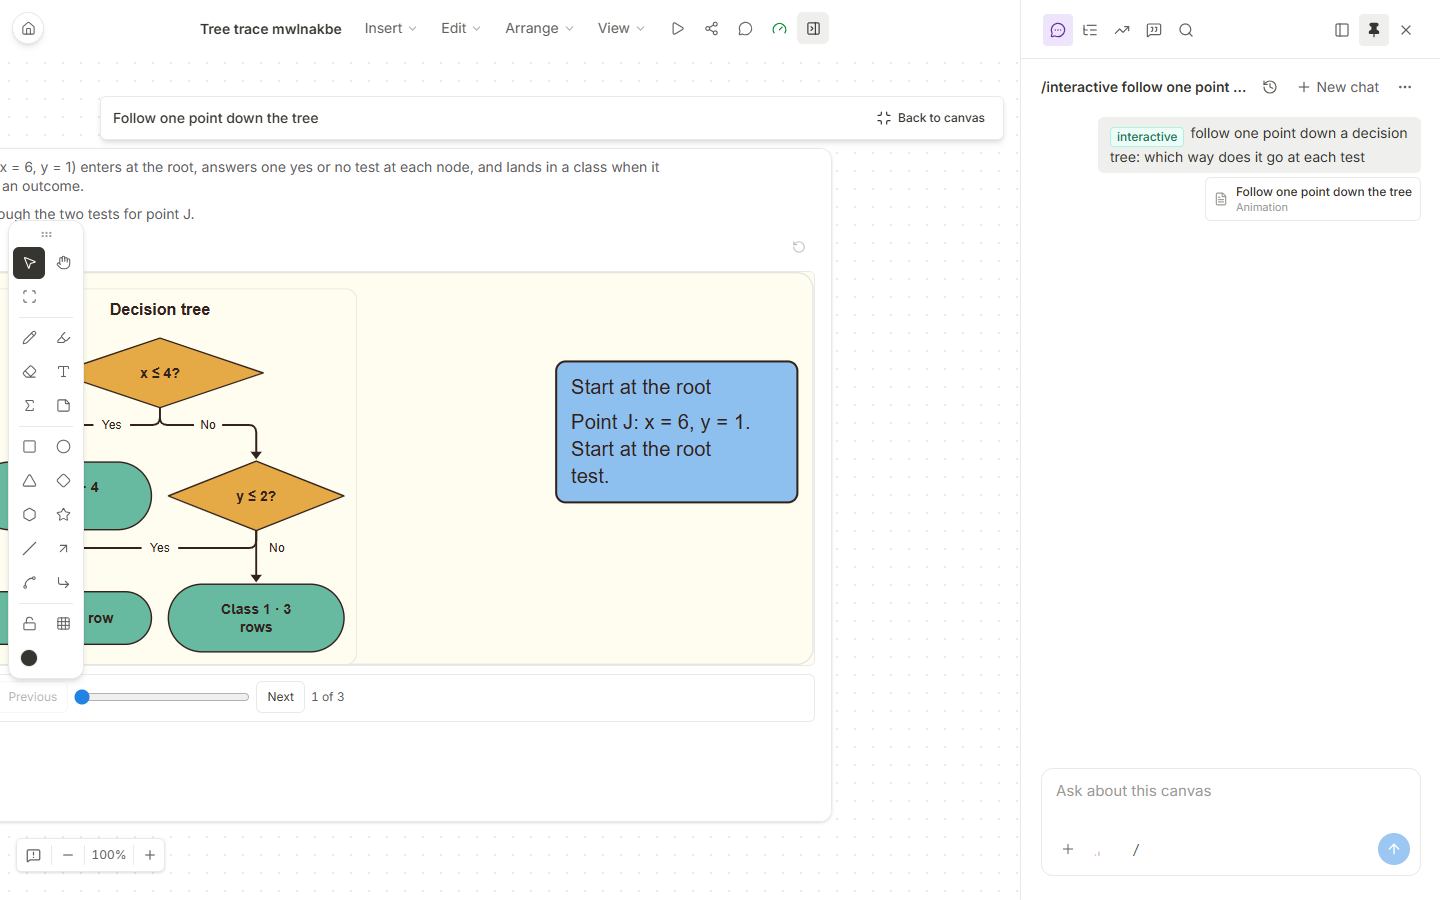 Tree trace mwlnakbe
Insert
Edit
Arrange
View
Follow one point down the tree
Back to canvas
x = 6, y = 1) enters at the root, answers one yes or no test at each node, and lands in a class when it
an outcome.
ough the two tests for point J.
Decision tree
x ≤ 4?
Yes
No
· 4
y ≤ 2?
Yes
No
row
Class 1 · 3
rows
Start at the root
Point J: x = 6, y = 1.
Start at the root
test.
Previous
Next
1 of 3
100%
/interactive follow one point ...
New chat
interactive follow one point down a decision
tree: which way does it go at each test
Follow one point down the tree
Animation
Ask about this canvas
/